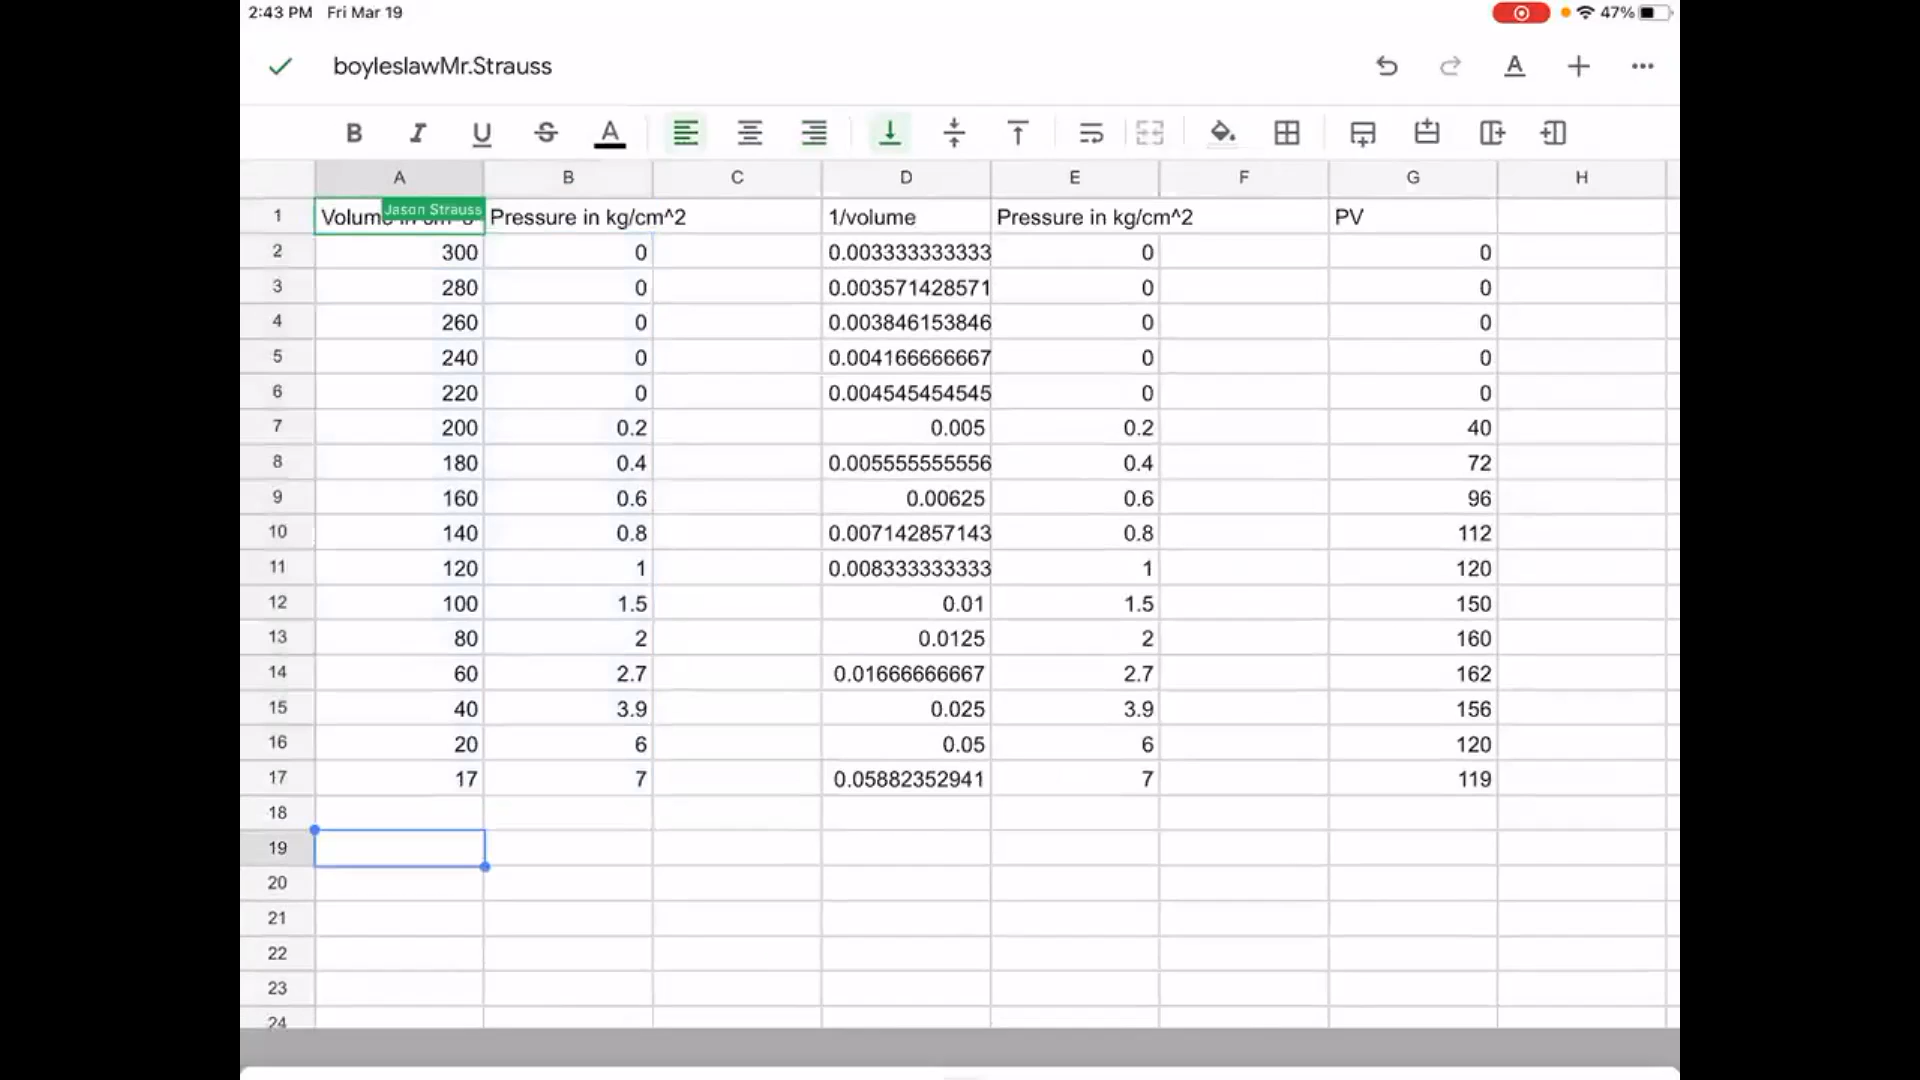 2:43 PM Fri Mar 19 47%
boyleslawMr.Strauss
B I U S A
A B C D E F G H
Jason Strauss
1 Volume Pressure in kg/cm^2 1/volume Pressure in kg/cm^2 PV
2 300 0 0.003333333333 0 0
3 280 0 0.003571428571 0 0
4 260 0 0.003846153846 0 0
5 240 0 0.004166666667 0 0
6 220 0 0.004545454545 0 0
7 200 0.2 0.005 0.2 40
8 180 0.4 0.005555555556 0.4 72
9 160 0.6 0.00625 0.6 96
10 140 0.8 0.007142857143 0.8 112
11 120 1 0.008333333333 1 120
12 100 1.5 0.01 1.5 150
13 80 2 0.0125 2 160
14 60 2.7 0.01666666667 2.7 162
15 40 3.9 0.025 3.9 156
16 20 6 0.05 6 120
17 17 7 0.05882352941 7 119
18
19
20
21
22
23
24